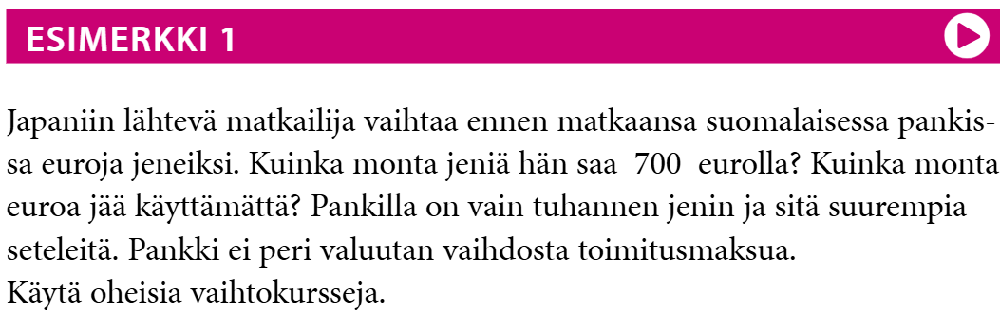 ESIMERKKI 1
Japaniin lähtevä matkailija vaihtaa ennen matkaansa suomalaisessa pankis-
sa euroja jeneiksi. Kuinka monta jeniä hän saa 700 eurolla? Kuinka monta
euroa jää käyttämättä? Pankilla on vain tuhannen jenin ja sitä suurempia
seteleitä. Pankki ei peri valuutan vaihdosta toimitusmaksua.
Käytä oheisia vaihtokursseja.